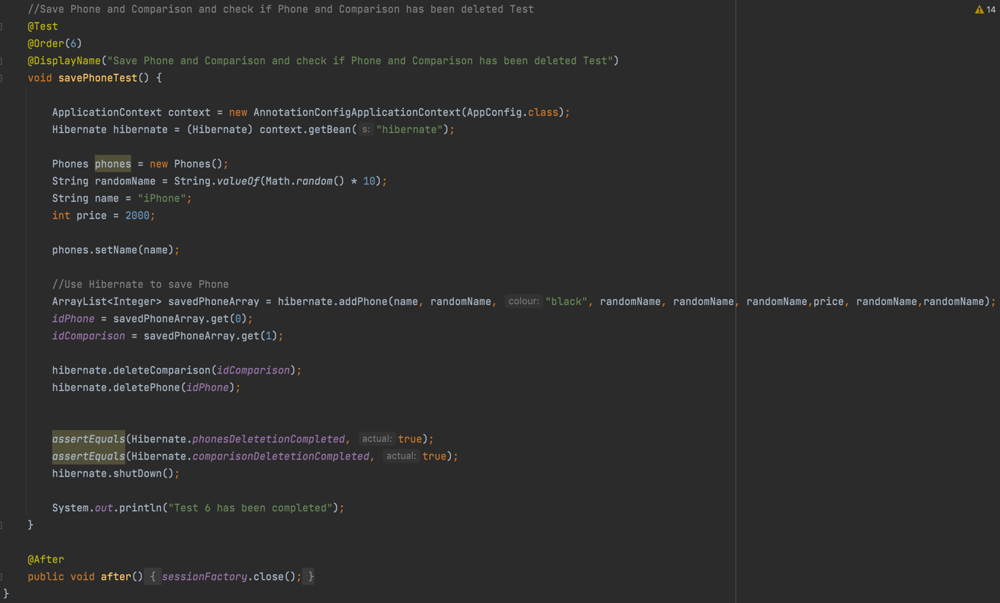 //Save Phone and Comparison and check if Phone and Comparison has been deleted Test
14
@Test
@Order(6)
@DisplayName("Save Phone and Comparison and check if Phone and Comparison has been deleted Test")
void savePhoneTest() {
ApplicationContext context = new AnnotationConfigApplicationContext(AppConfig.class);
Hibernate hibernate = (Hibernate) context.getBean( s: "hibernate");
Phones phones = new Phones();
String randomName = String.valueOf(Math.random() * 10);
String name = "iPhone";
int price = 2000;
phones.setName(name);
//Use Hibernate to save Phone
ArrayList<Integer> savedPhoneArray = hibernate.addPhone(name, randomName, colour: "black", randomName, randomName, randomName,price, randomName,randomName);
idPhone = savedPhoneArray.get(0);
idComparison = savedPhoneArray.get(1);
hibernate.deleteComparison(idComparison);
hibernate.deletePhone(idPhone);
assertEquals(Hibernate.phonesDeletetionCompleted, actual: true);
assertEquals(Hibernate.comparisonDeletetionCompleted, actual: true);
hibernate.shutDown();
System.out.println("Test 6 has been completed");
}
@After
public void after() { sessionFactory.close(); }
}